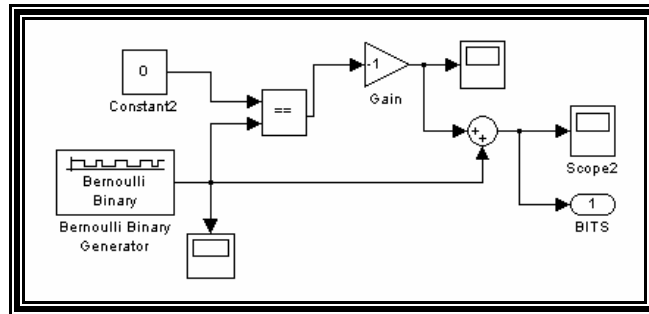 0
Constant2
==
-1
Gain
+
+
Scope2
1
BITS
Bernoulli
Binary
Bernoulli Binary
Generator